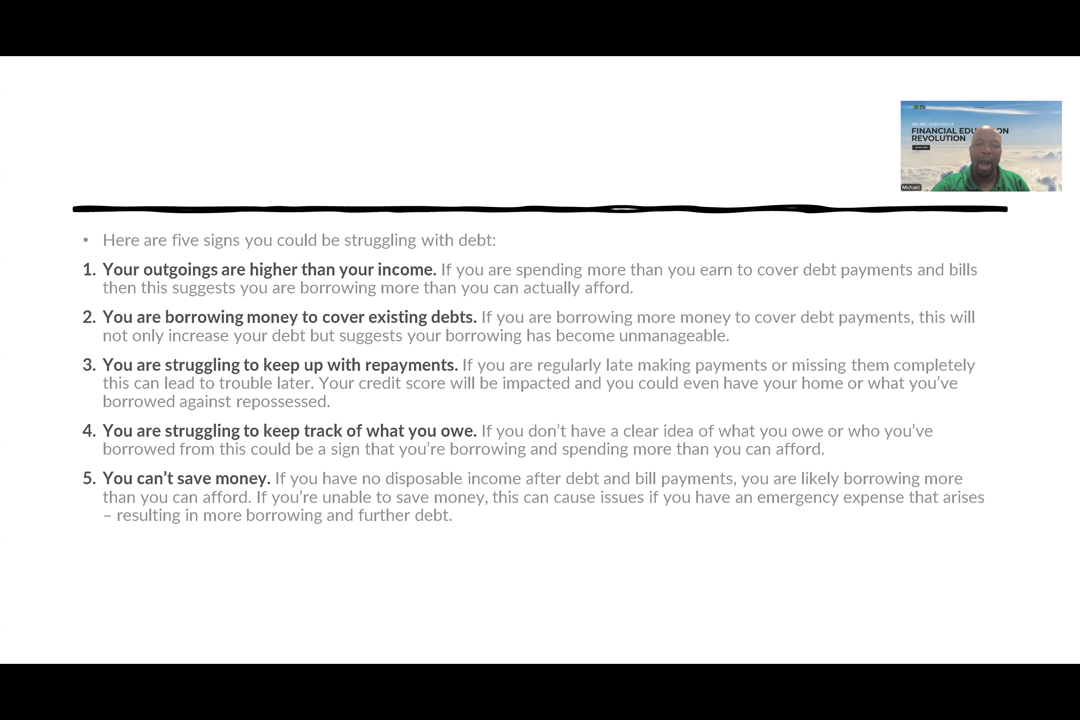 WE ARE LAUNCHING A
FINANCIAL EDU ON
REVOLUTION
Michael J
• Here are five signs you could be struggling with debt:
1. Your outgoings are higher than your income. If you are spending more than you earn to cover debt payments and bills
then this suggests you are borrowing more than you can actually afford.
2. You are borrowing money to cover existing debts. If you are borrowing more money to cover debt payments, this will
not only increase your debt but suggests your borrowing has become unmanageable.
3. You are struggling to keep up with repayments. If you are regularly late making payments or missing them completely
this can lead to trouble later. Your credit score will be impacted and you could even have your home or what you’ve
borrowed against repossessed.
4. You are struggling to keep track of what you owe. If you don’t have a clear idea of what you owe or who you’ve
borrowed from this could be a sign that you’re borrowing and spending more than you can afford.
5. You can’t save money. If you have no disposable income after debt and bill payments, you are likely borrowing more
than you can afford. If you’re unable to save money, this can cause issues if you have an emergency expense that arises
– resulting in more borrowing and further debt.